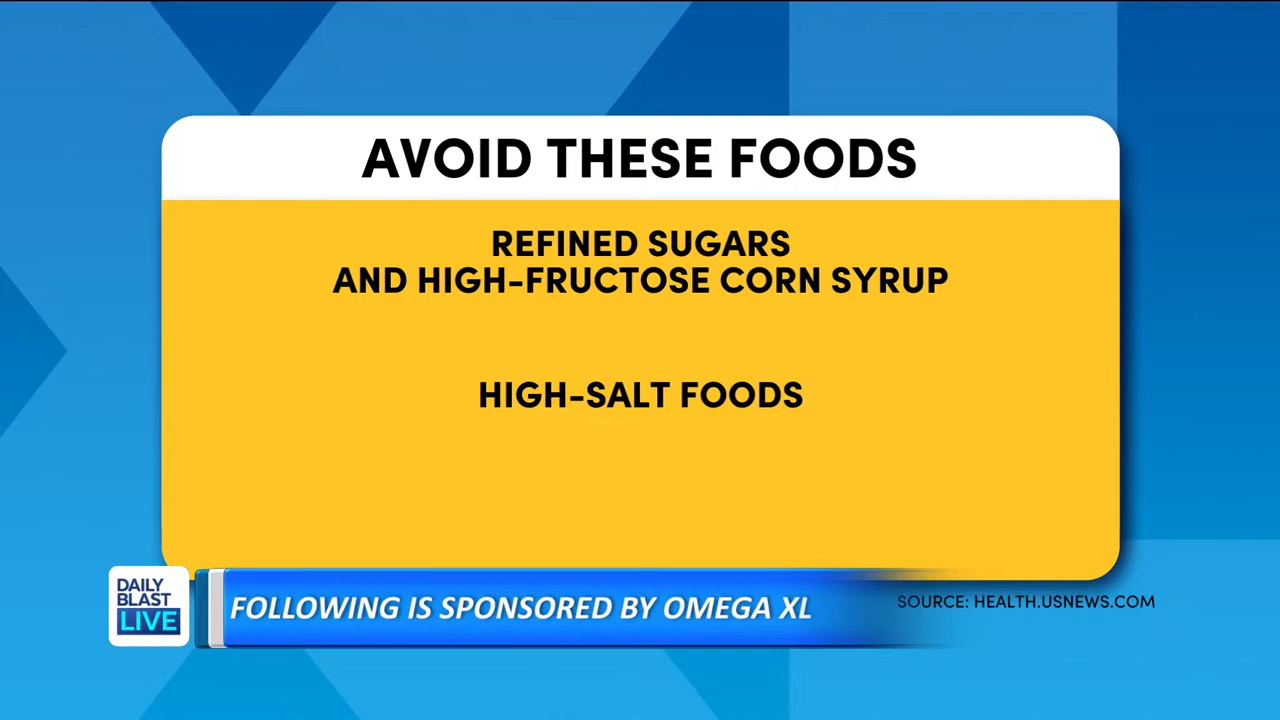 AVOID THESE FOODS
REFINED SUGARS
AND HIGH-FRUCTOSE CORN SYRUP
HIGH-SALT FOODS
DAILY
BLAST
LIVE
FOLLOWING IS SPONSORED BY OMEGA XL
SOURCE: HEALTH.USNEWS.COM